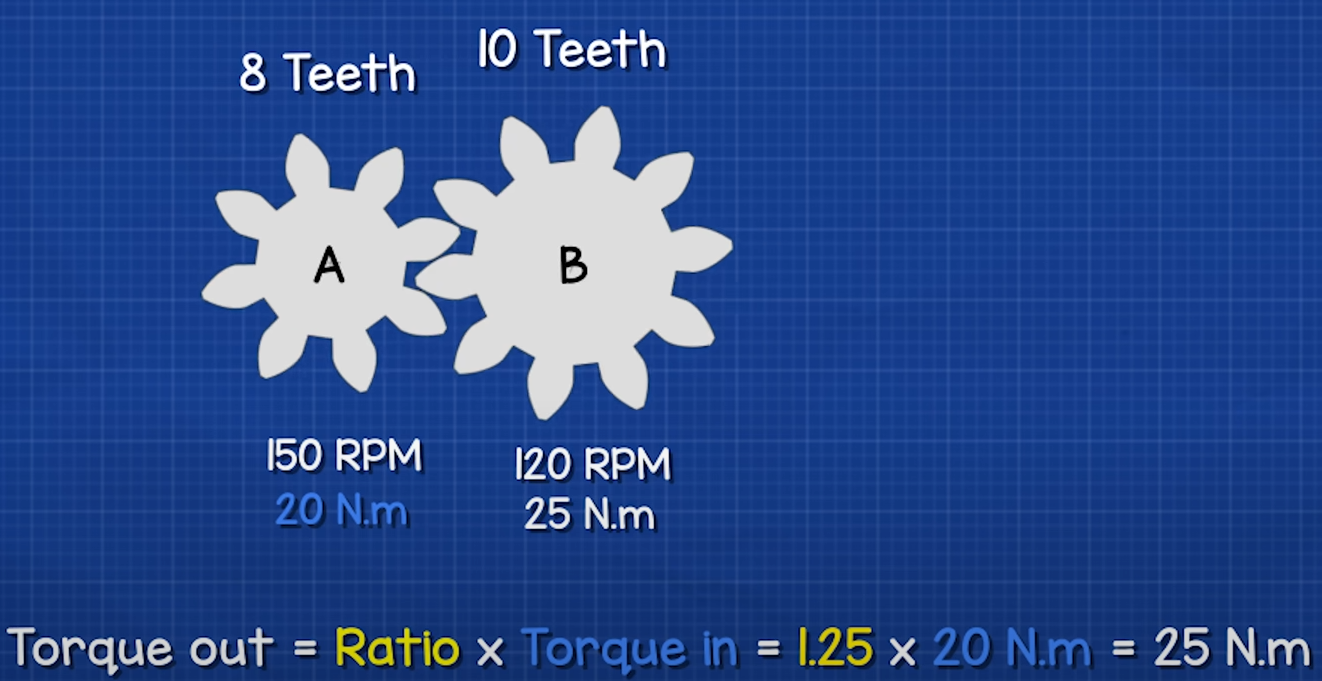 8 Teeth
10 Teeth
A
B
150 RPM
20 N.m
120 RPM
25 N.m
Torque out = Ratio x Torque in = 1.25 x 20 N.m = 25 N.m